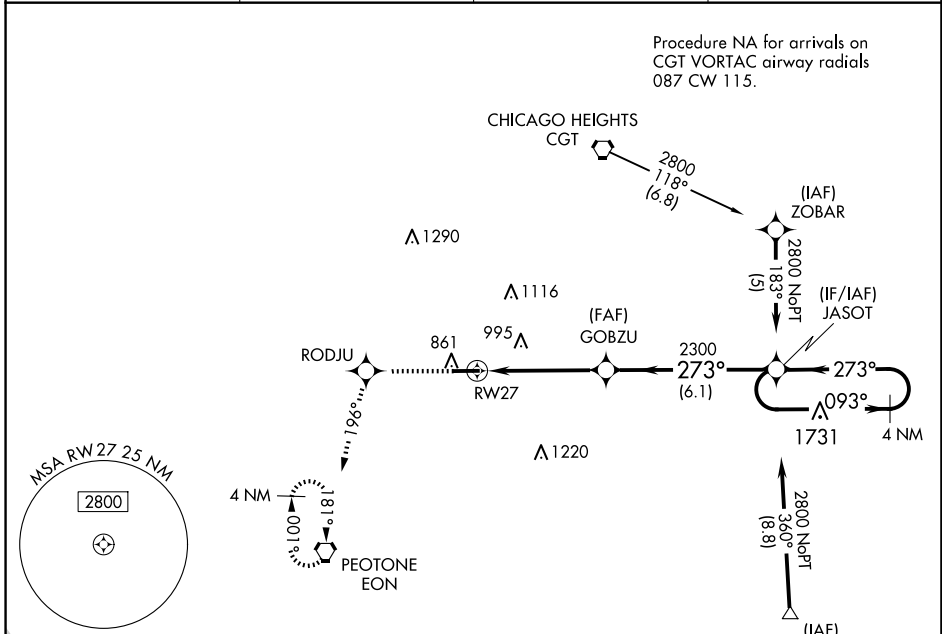 Procedure NA for arrivals on
CGT VORTAC airway radials
087 CW 115.
CHICAGO HEIGHTS
CGT
2800
118°
(6.8)
(IAF)
ZOBAR
2800 NoPT
183°
(5)
1290
1116
(IF/IAF)
JASOT
(FAF)
GOBZU
995
861
RODJU
RW27
2300
273°
(6.1)
273°
093°
1731
4 NM
196°
1220
MSA RW27 25 NM
2800
4 NM
181°
001°
PEOTONE
EON
2800 NoPT
360°
(8.8)
(IAF)